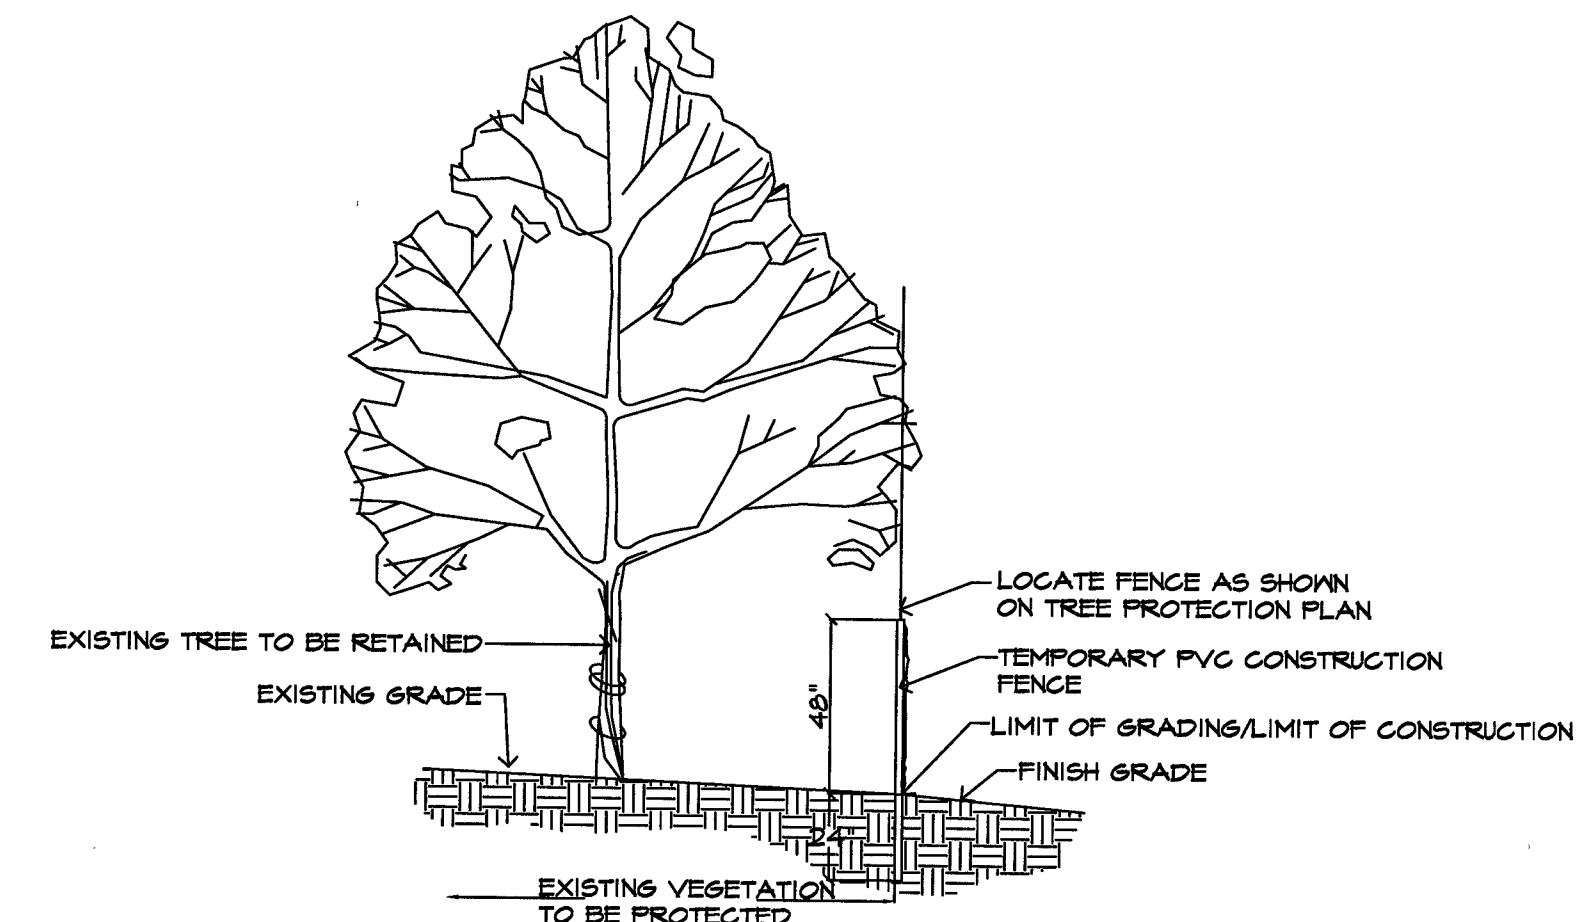 LOCATE FENCE AS SHOWN
ON TREE PROTECTION PLAN
EXISTING TREE TO BE RETAINED
TEMPORARY PVC CONSTRUCTION
FENCE
EXISTING GRADE
48"
LIMIT OF GRADING/LIMIT OF CONSTRUCTION
FINISH GRADE
24"
EXISTING VEGETATION
TO BE PROTECTED